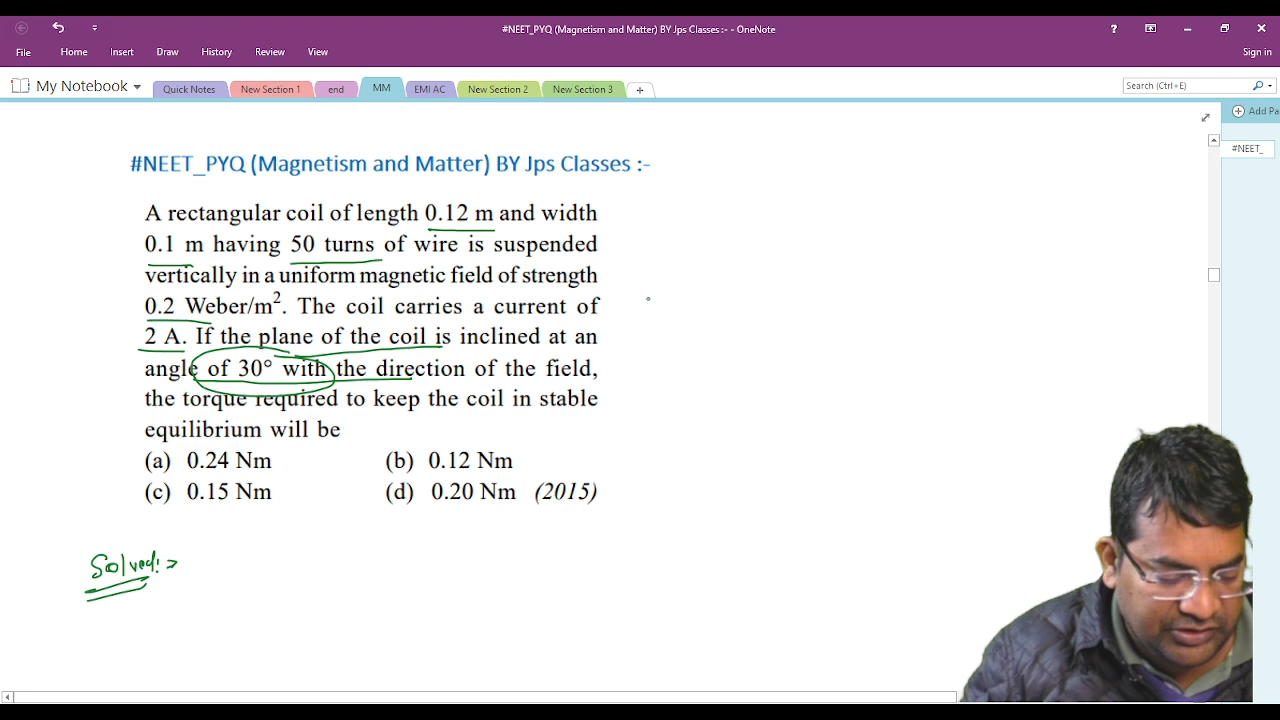 #NEET_PYQ (Magnetism and Matter) BY Jps Classes :- - OneNote
File Home Insert Draw History Review View
Sign in
My Notebook Quick Notes New Section 1 end MM EMI AC New Section 2 New Section 3 +
Search (Ctrl+E)
Add Pa
#NEET_
#NEET_PYQ (Magnetism and Matter) BY Jps Classes :-
A rectangular coil of length 0.12 m and width
0.1 m having 50 turns of wire is suspended
vertically in a uniform magnetic field of strength
0.2 Weber/m². The coil carries a current of
2 A. If the plane of the coil is inclined at an
angle of 30° with the direction of the field,
the torque required to keep the coil in stable
equilibrium will be
(a) 0.24 Nm (b) 0.12 Nm
(c) 0.15 Nm (d) 0.20 Nm (2015)
Solved:>